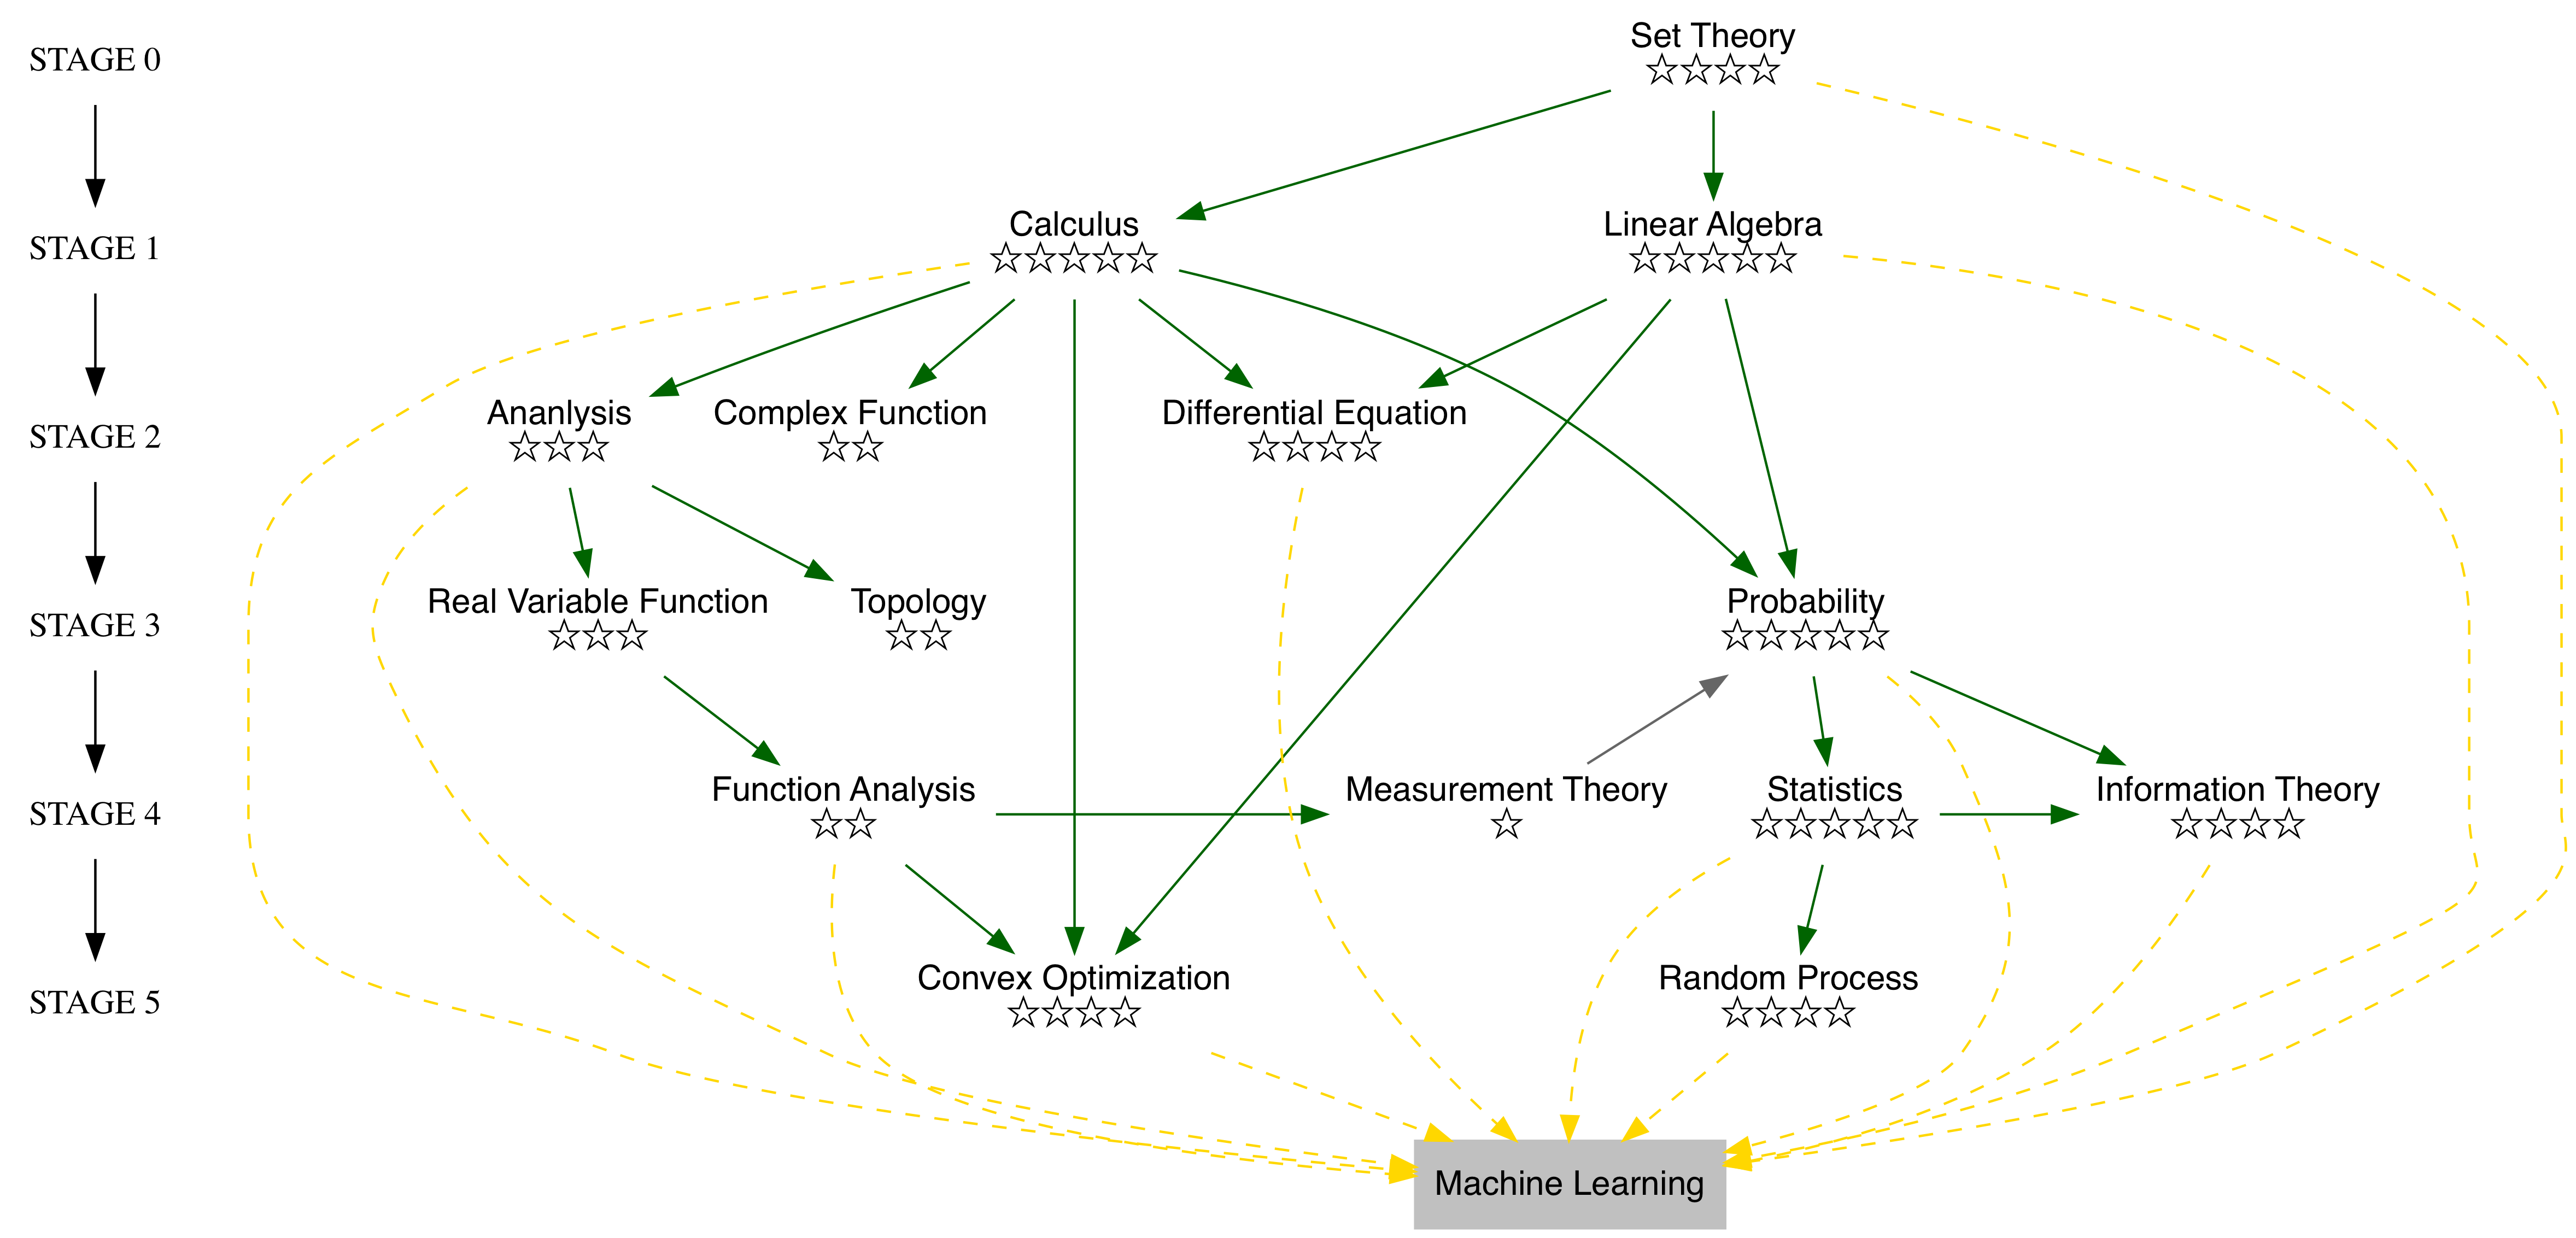 STAGE 0
Set Theory
☆☆☆☆
STAGE 1
Calculus
☆☆☆☆☆
Linear Algebra
☆☆☆☆☆
STAGE 2
Ananlysis
☆☆☆
Complex Function
☆☆
Differential Equation
☆☆☆☆
STAGE 3
Real Variable Function
☆☆☆
Topology
☆☆
Probability
☆☆☆☆☆
STAGE 4
Function Analysis
☆☆
Measurement Theory
☆
Statistics
☆☆☆☆☆
Information Theory
☆☆☆☆
STAGE 5
Convex Optimization
☆☆☆☆
Random Process
☆☆☆☆
Machine Learning